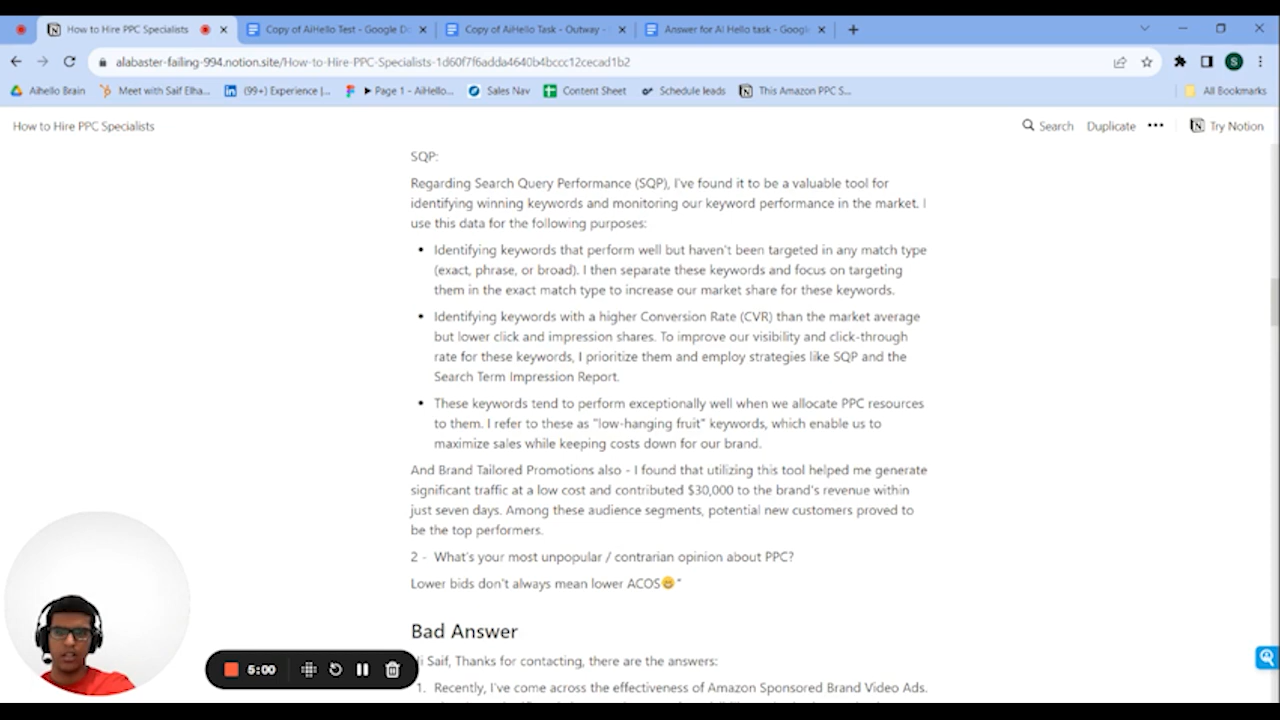 How to Hire PPC Specialists
Copy of AiHello Test - Google Do
Copy of AiHello Task - Outway -
Answer for AI Hello task - Googl
alabaster-failing-994.notion.site/How-to-Hire-PPC-Specialists-1d60f7f6adda4640b4bccc12cecad1b2
S
Aihello Brain
Meet with Saif Elha...
(99+) Experience |...
▶ Page 1 - AiHello...
Sales Nav
Content Sheet
Schedule leads
This Amazon PPC S...
All Bookmarks
How to Hire PPC Specialists
Search
Duplicate
•••
Try Notion
SQP:
Regarding Search Query Performance (SQP), I've found it to be a valuable tool for
identifying winning keywords and monitoring our keyword performance in the market. I
use this data for the following purposes:
• Identifying keywords that perform well but haven't been targeted in any match type
(exact, phrase, or broad). I then separate these keywords and focus on targeting
them in the exact match type to increase our market share for these keywords.
• Identifying keywords with a higher Conversion Rate (CVR) than the market average
but lower click and impression shares. To improve our visibility and click-through
rate for these keywords, I prioritize them and employ strategies like SQP and the
Search Term Impression Report.
• These keywords tend to perform exceptionally well when we allocate PPC resources
to them. I refer to these as "low-hanging fruit" keywords, which enable us to
maximize sales while keeping costs down for our brand.
And Brand Tailored Promotions also - I found that utilizing this tool helped me generate
significant traffic at a low cost and contributed $30,000 to the brand's revenue within
just seven days. Among these audience segments, potential new customers proved to
be the top performers.
2 - What's your most unpopular / contrarian opinion about PPC?
Lower bids don't always mean lower ACOS😄"
Bad Answer
i Saif, Thanks for contacting, there are the answers:
1. Recently, I've come across the effectiveness of Amazon Sponsored Brand Video Ads.
5:00